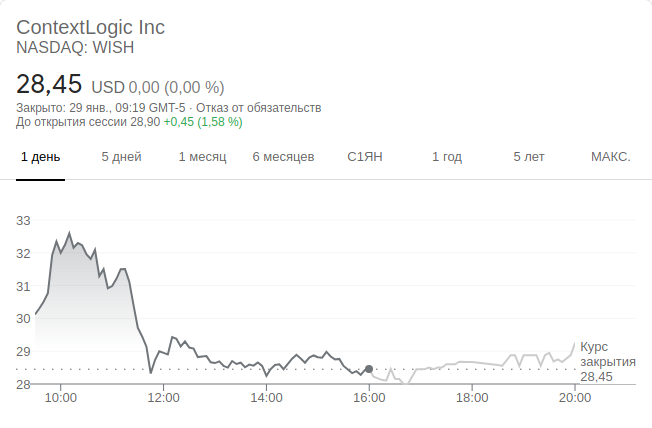 ContextLogic Inc
NASDAQ: WISH
28,45 USD 0,00 (0,00 %)
Закрыто: 29 янв., 09:19 GMT-5 · Отказ от обязательств
До открытия сессии 28,90 +0,45 (1,58 %)
1 день 5 дней 1 месяц 6 месяцев С1ЯН 1 год 5 лет МАКС.
33
32
31
30
29
28
Курс
закрытия
28,45
10:00 12:00 14:00 16:00 18:00 20:00